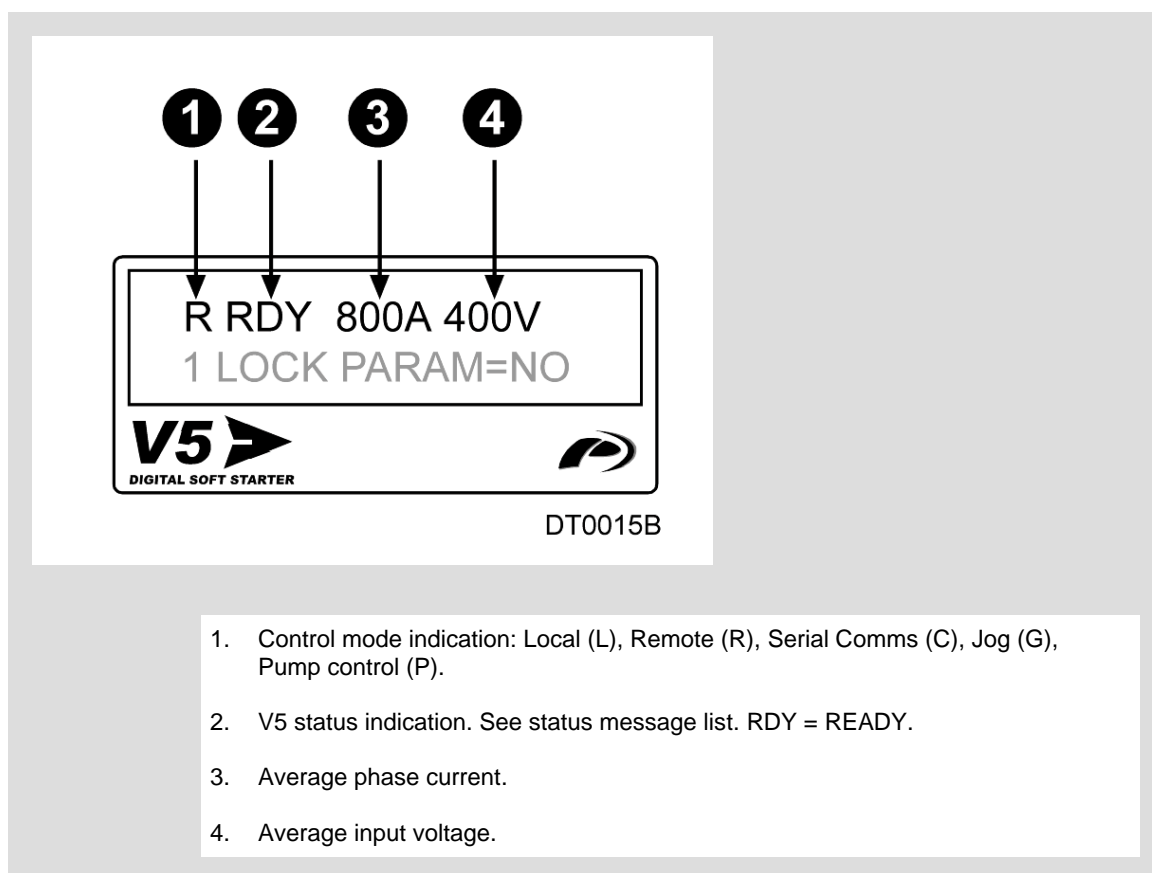 1 2 3 4
R RDY 800A 400V
1 LOCK PARAM=NO
V5
DIGITAL SOFT STARTER
DT0015B
1. Control mode indication: Local (L), Remote (R), Serial Comms (C), Jog (G),
Pump control (P).
2. V5 status indication. See status message list. RDY = READY.
3. Average phase current.
4. Average input voltage.